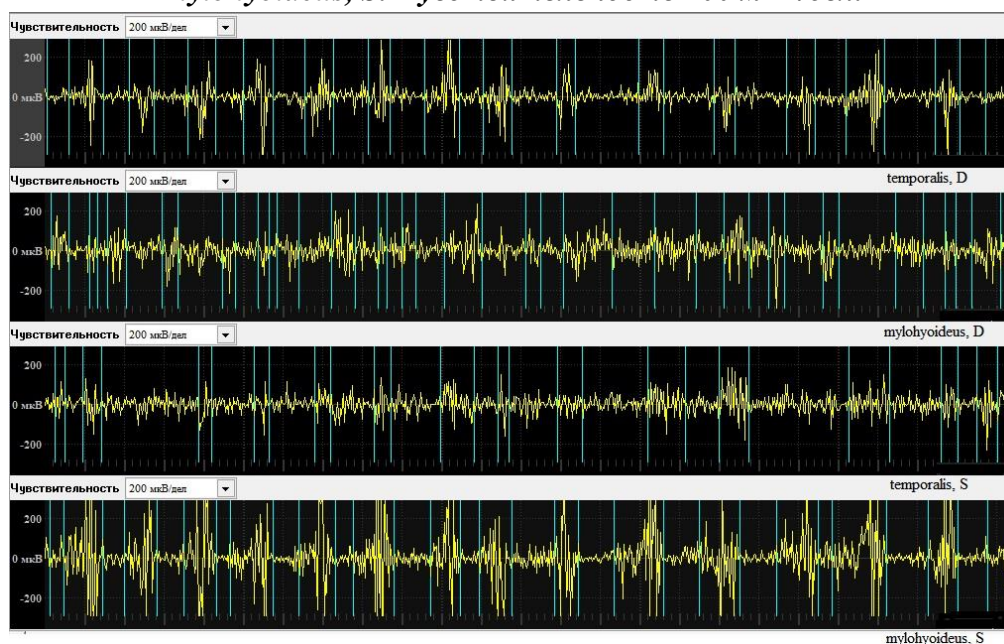 mylohyoideus, S.
Чувствительность 200 мкВ/дел
200
0 мкВ
-200
temporalis, D
Чувствительность 200 мкВ/дел
200
0 мкВ
-200
mylohyoideus, D
Чувствительность 200 мкВ/дел
200
0 мкВ
-200
temporalis, S
Чувствительность 200 мкВ/дел
200
0 мкВ
-200
mylohyoideus, S